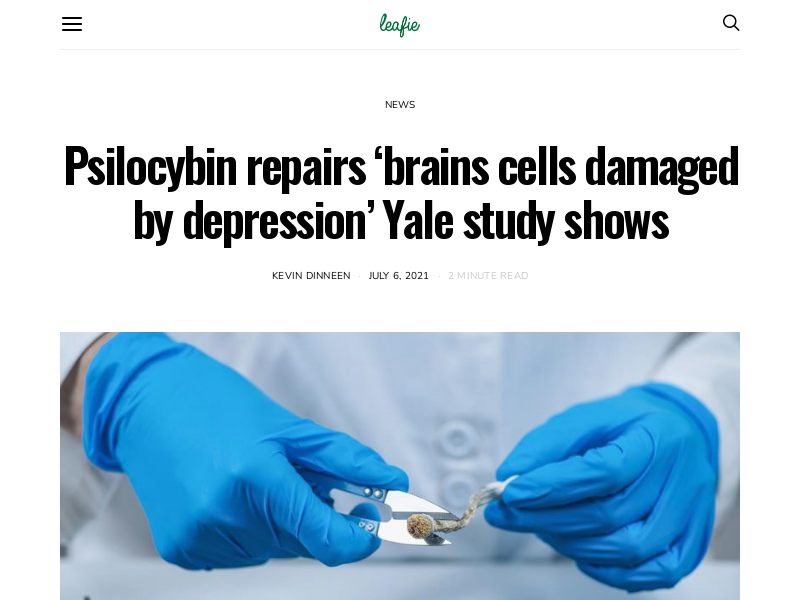 leafie
NEWS
Psilocybin repairs ‘brains cells damaged
by depression’ Yale study shows
KEVIN DINNEEN · JULY 6, 2021 · 2 MINUTE READ